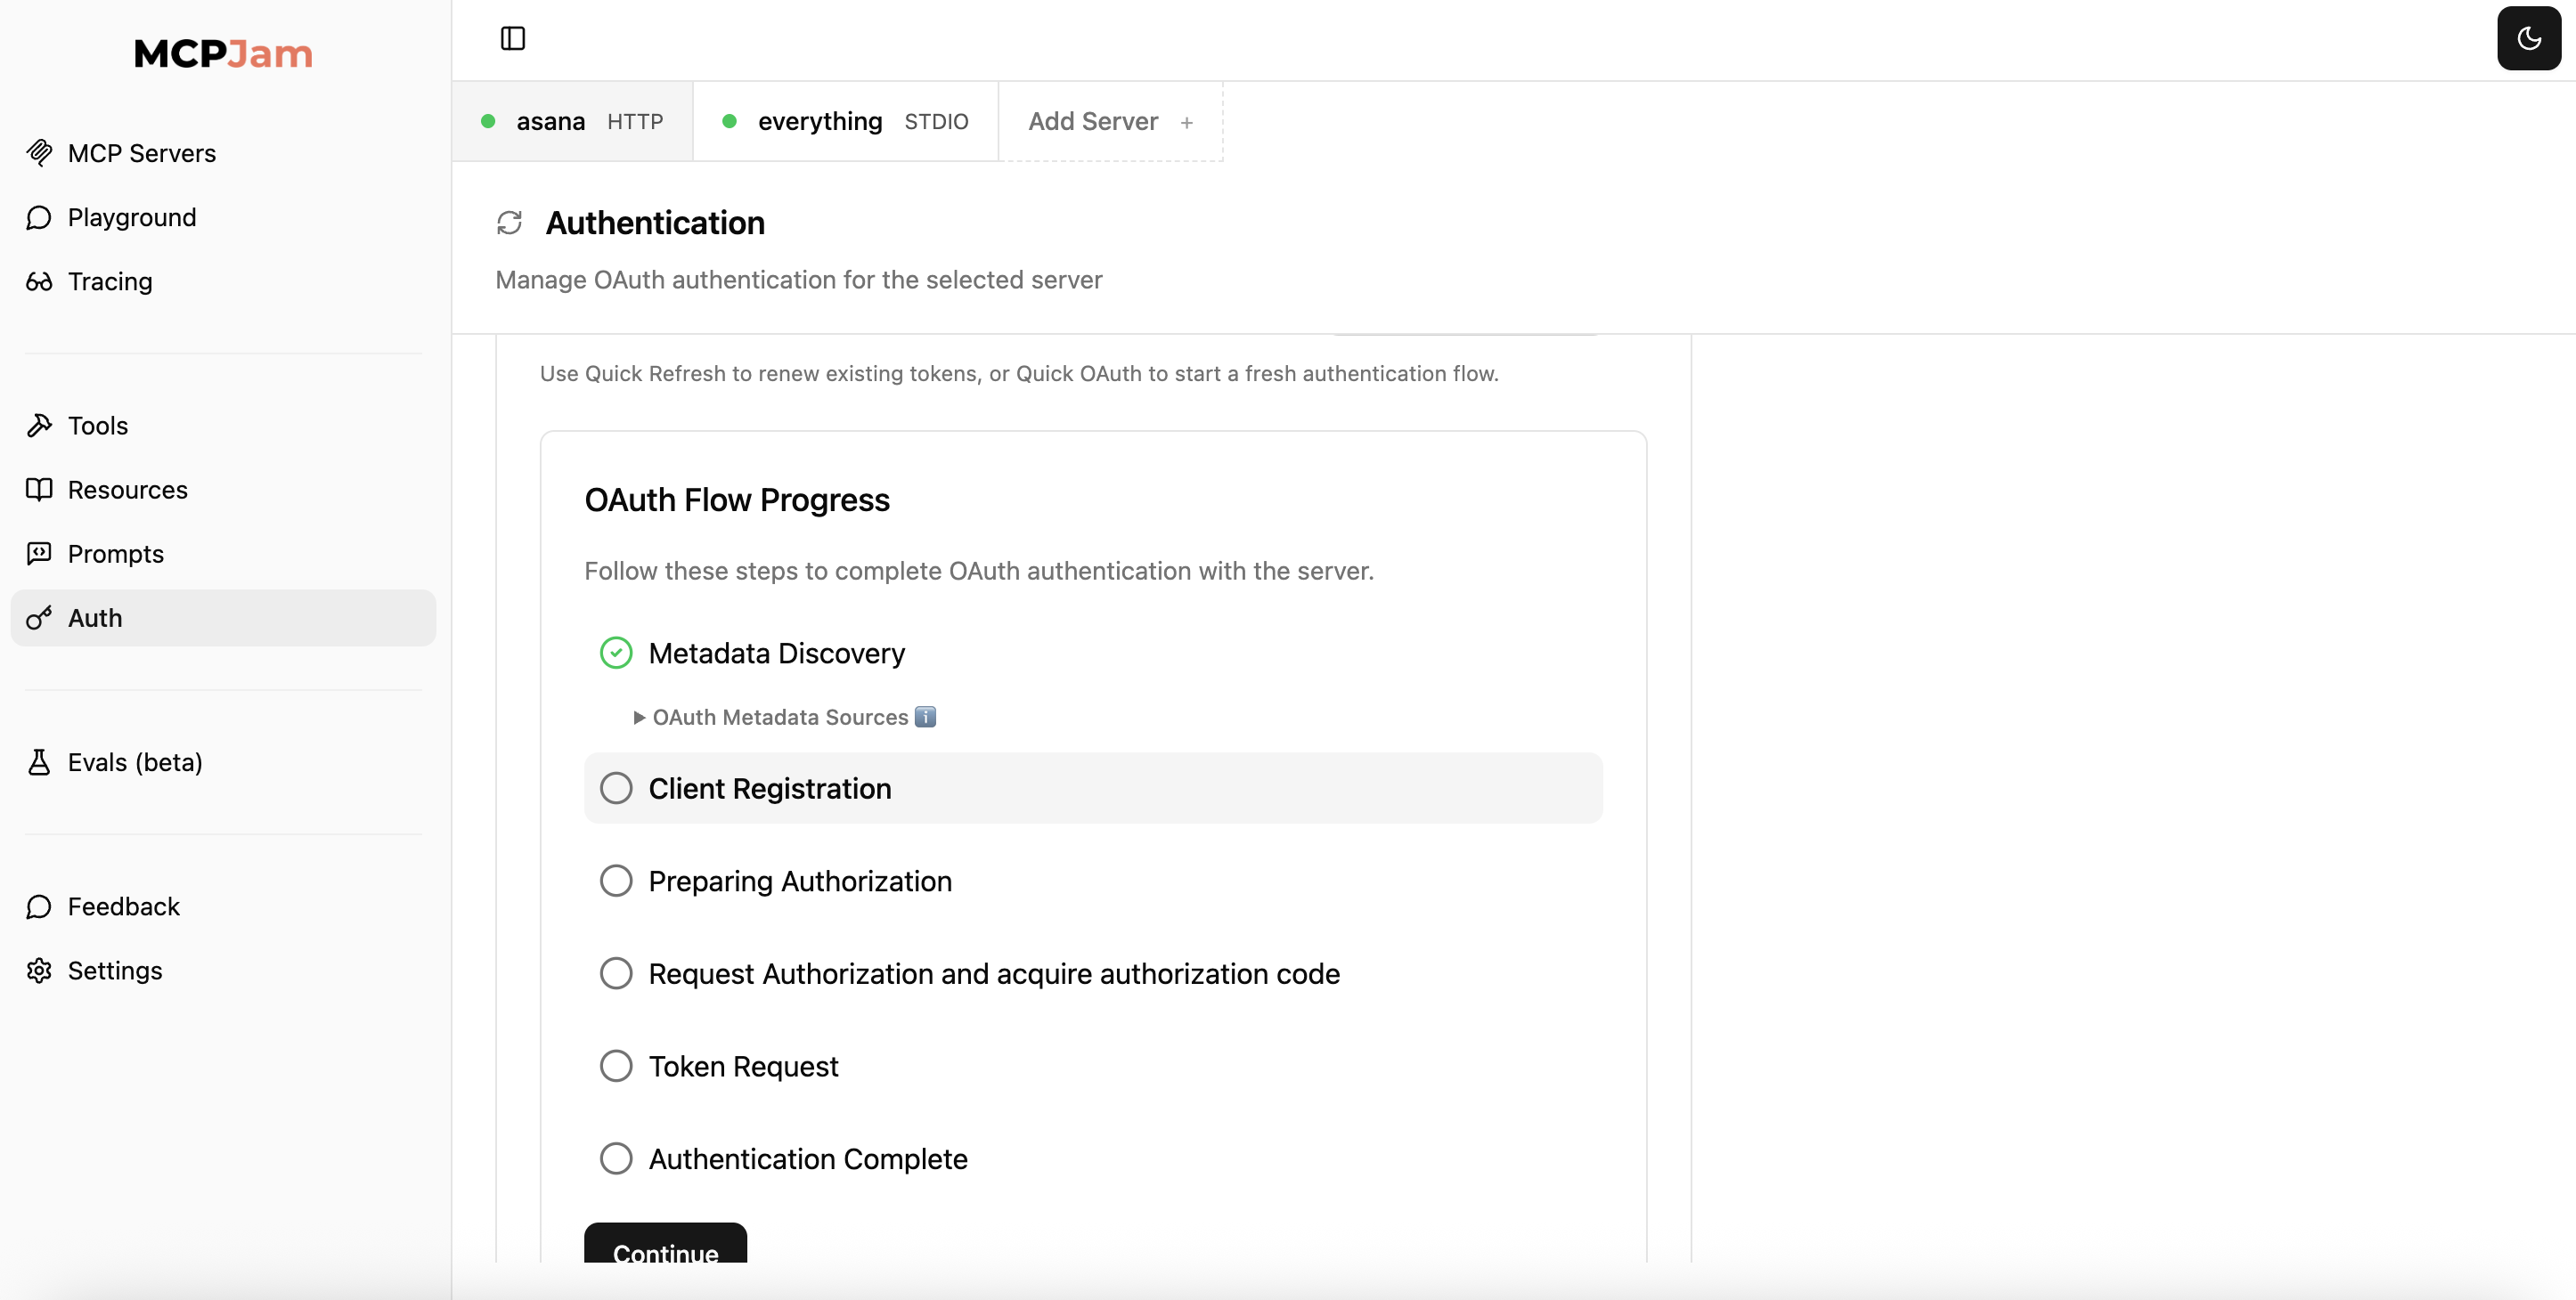 MCPJam
MCP Servers
Playground
Tracing
Tools
Resources
Prompts
Auth
Evals (beta)
Feedback
Settings
asana HTTP
everything STDIO
Add Server +
Authentication
Manage OAuth authentication for the selected server
Use Quick Refresh to renew existing tokens, or Quick OAuth to start a fresh authentication flow.
OAuth Flow Progress
Follow these steps to complete OAuth authentication with the server.
Metadata Discovery
OAuth Metadata Sources
Client Registration
Preparing Authorization
Request Authorization and acquire authorization code
Token Request
Authentication Complete
Continue